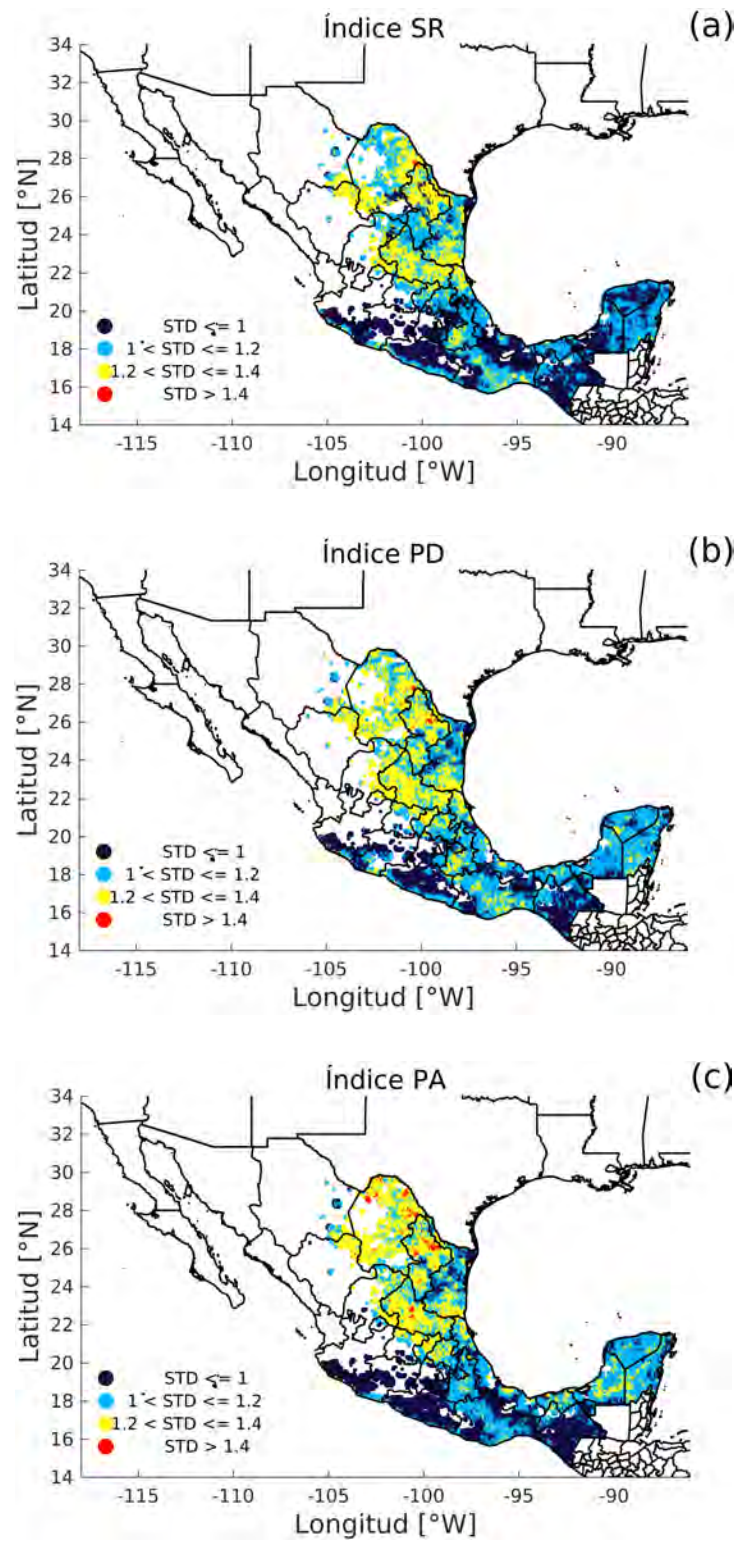 Índice SR
(a)
34
32
30
28
26
24
22
20
18
16
14
Latitud [°N]
STD <= 1
1 < STD <= 1.2
1.2 < STD <= 1.4
STD > 1.4
-115
-110
-105
-100
-95
-90
Longitud [°W]
Índice PD
(b)
34
32
30
28
26
24
22
20
18
16
14
Latitud [°N]
STD <= 1
1 < STD <= 1.2
1.2 < STD <= 1.4
STD > 1.4
-115
-110
-105
-100
-95
-90
Longitud [°W]
Índice PA
(c)
34
32
30
28
26
24
22
20
18
16
14
Latitud [°N]
STD <= 1
1 < STD <= 1.2
1.2 < STD <= 1.4
STD > 1.4
-115
-110
-105
-100
-95
-90
Longitud [°W]